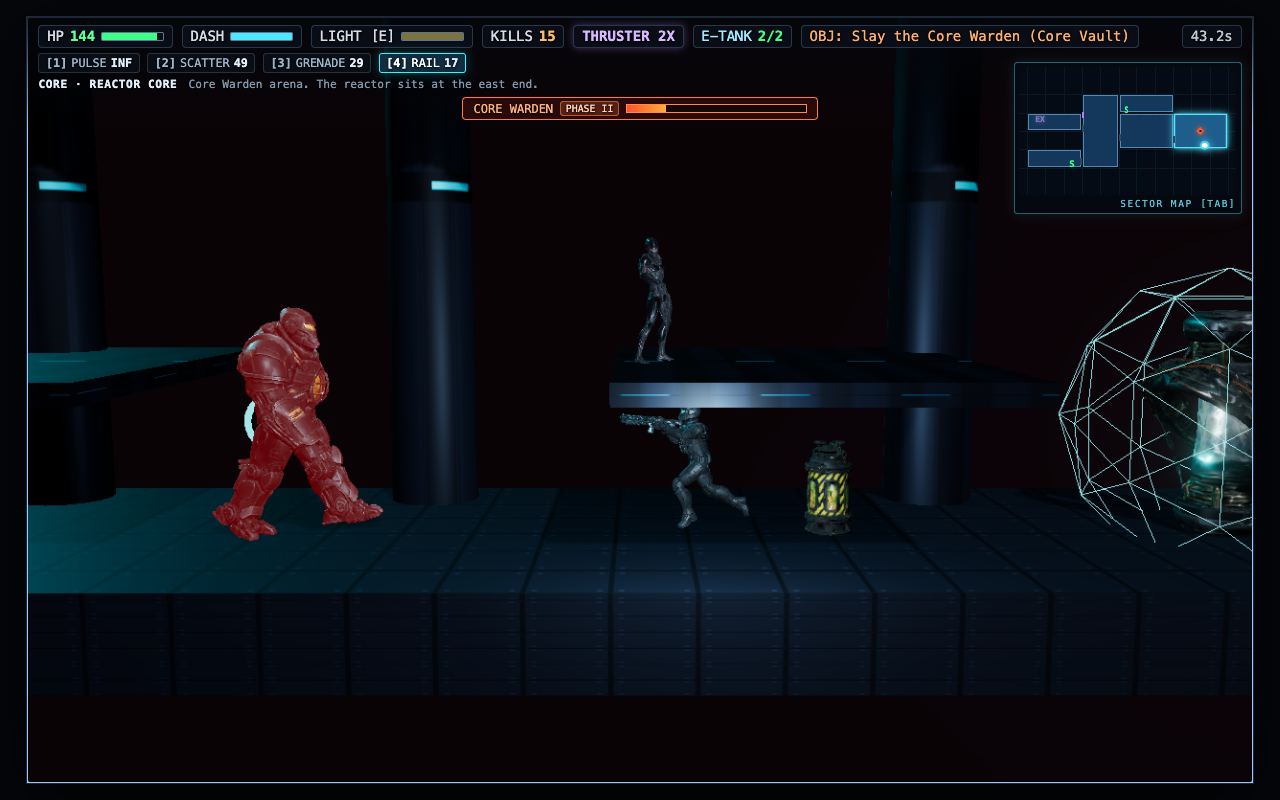 HP 144 DASH LIGHT [E] KILLS 15 THRUSTER 2X E-TANK 2/2 OBJ: Slay the Core Warden (Core Vault) 43.2s
[1] PULSE INF [2] SCATTER 49 [3] GRENADE 29 [4] RAIL 17
CORE · REACTOR CORE Core Warden arena. The reactor sits at the east end.
CORE WARDEN PHASE II
S
EX
S
SECTOR MAP [TAB]